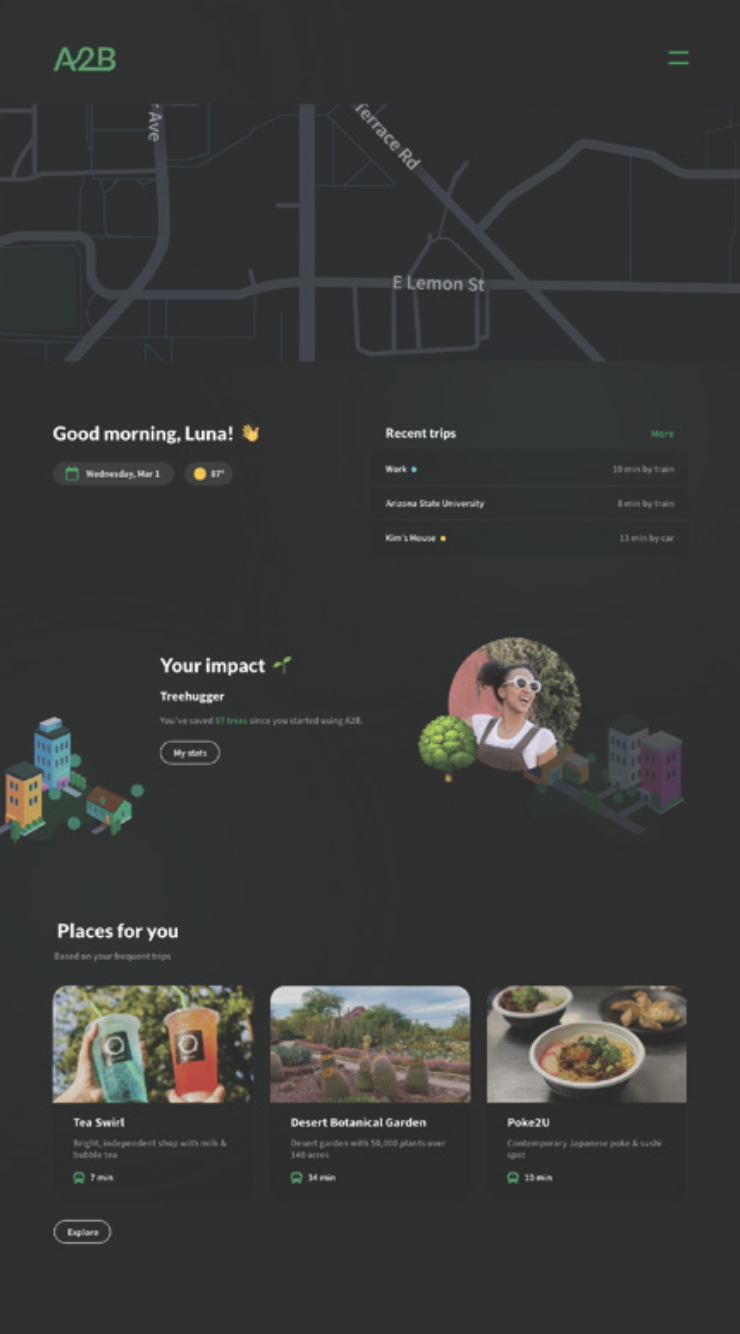 A2B
r Ave
Terrace Rd
E Lemon St
Good morning, Luna! 👋
Wednesday, Mar 1
87°
Recent trips
More
Work
10 min by train
Arizona State University
8 min by train
Kim's House
13 min by car
Your impact 🌱
Treehugger
You've saved 57 trees since you started using A2B.
My stats
Places for you
Based on your frequent trips
Tea Swirl
Bright, independent shop with milk &
bubble tea
7 min
Desert Botanical Garden
Desert garden with 50,000 plants over
140 acres
34 min
Poke2U
Contemporary Japanese poke & sushi
spot
10 min
Explore